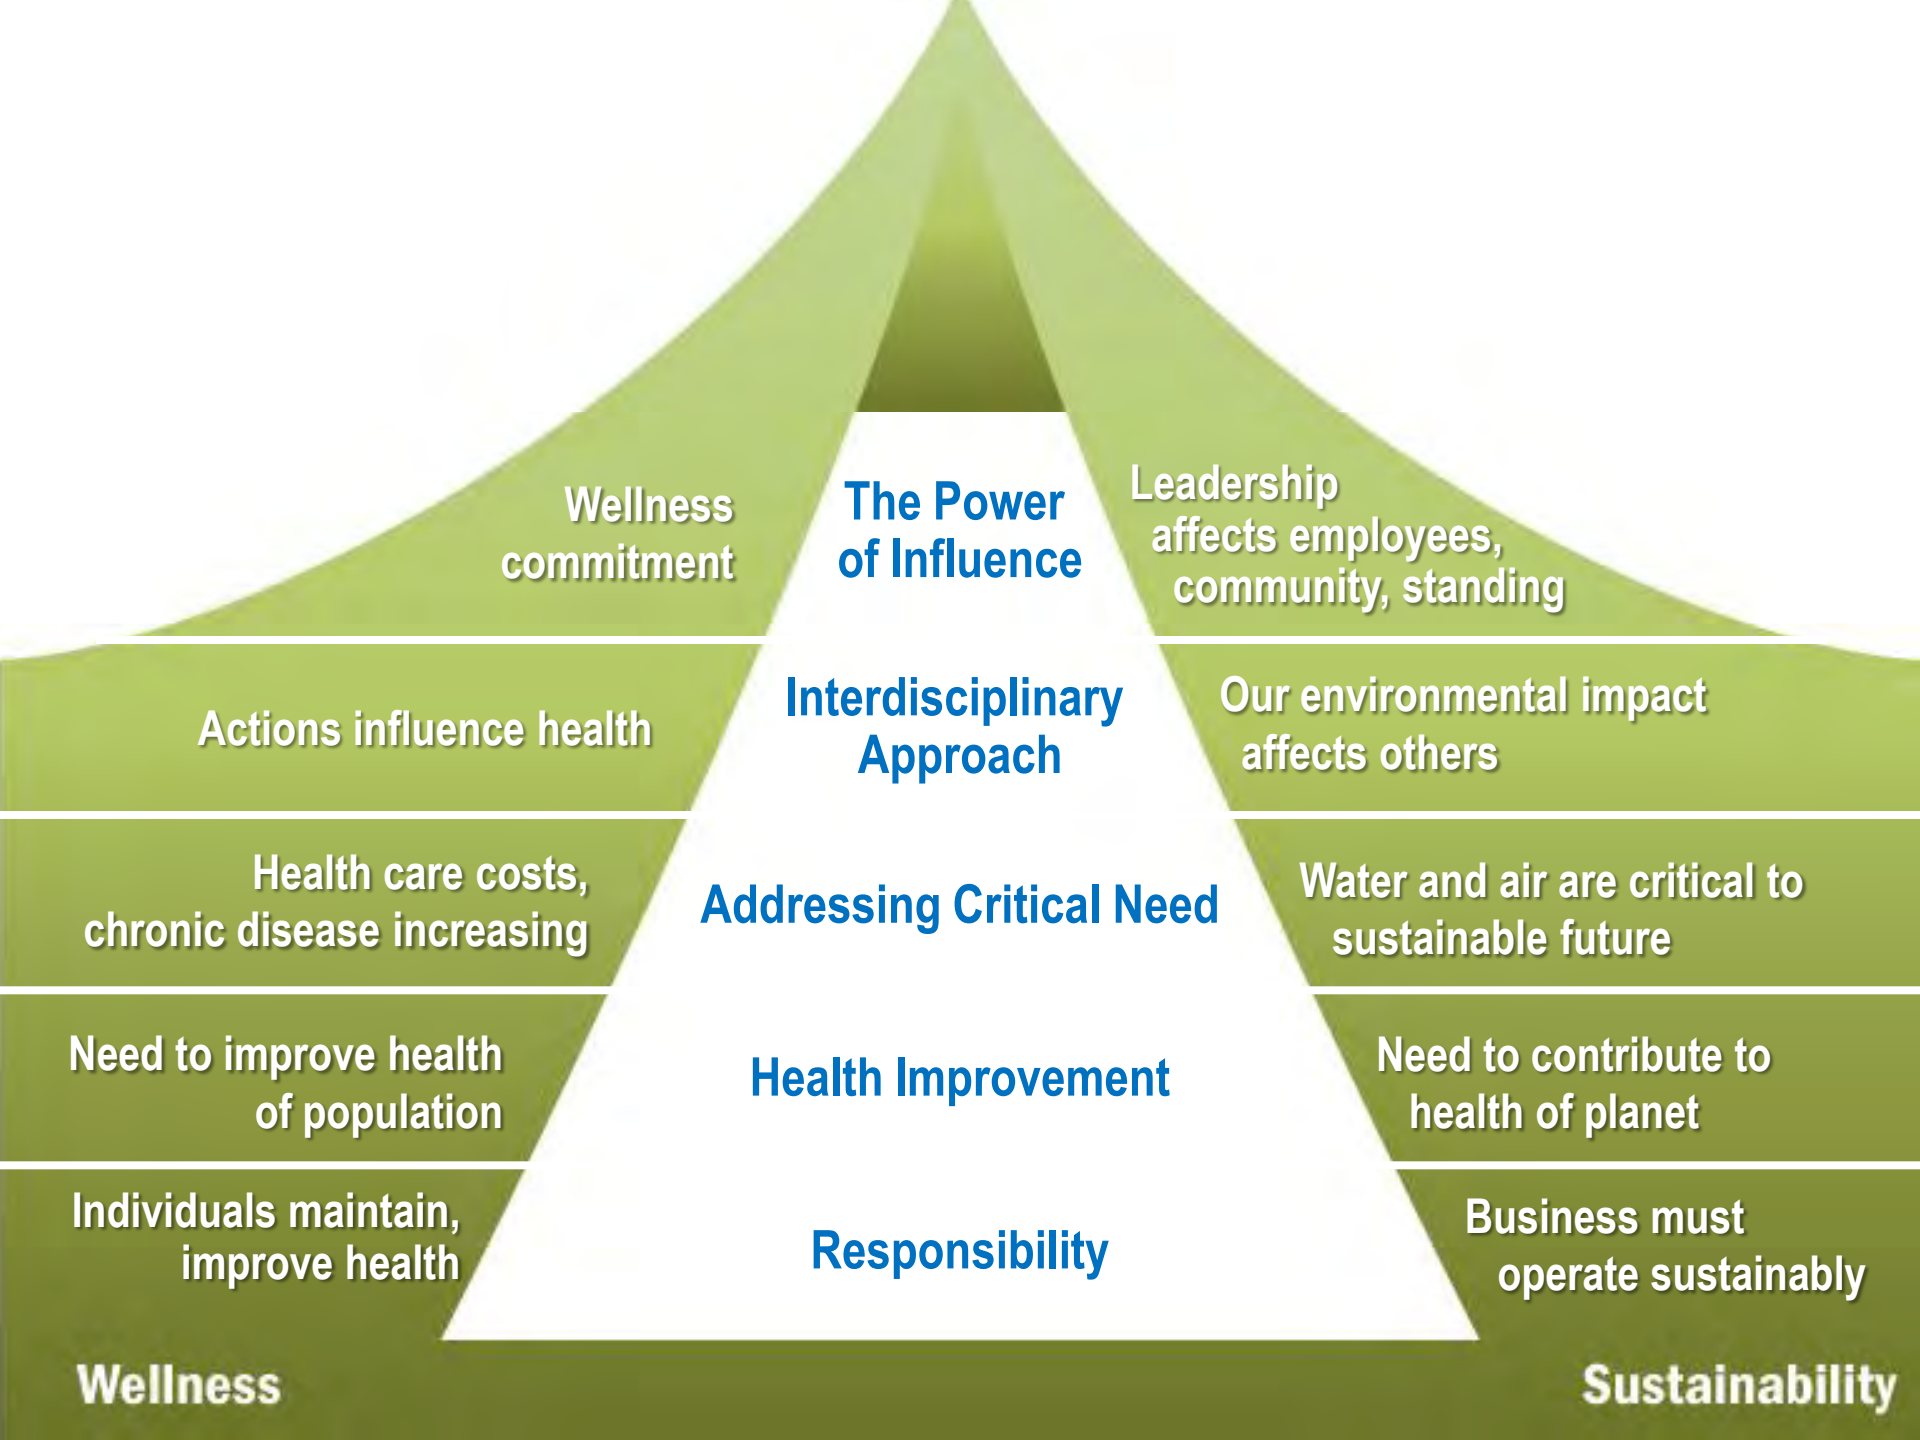 Wellness
commitment
The Power
of Influence
Leadership
affects employees,
community, standing
Actions influence health
Interdisciplinary
Approach
Our environmental impact
affects others
Health care costs,
chronic disease increasing
Addressing Critical Need
Water and air are critical to
sustainable future
Need to improve health
of population
Health Improvement
Need to contribute to
health of planet
Individuals maintain,
improve health
Responsibility
Business must
operate sustainably
Wellness
Sustainability